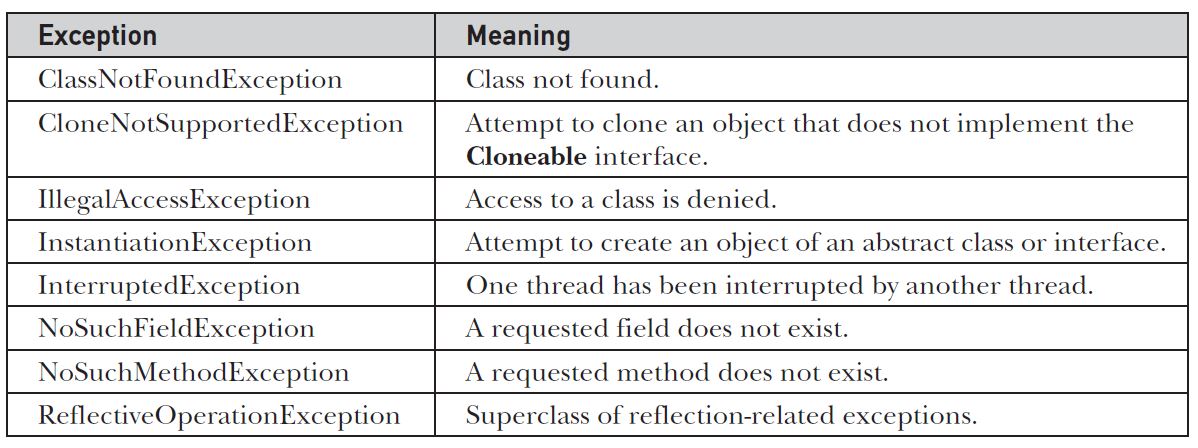 Exception Meaning
ClassNotFoundException Class not found.
CloneNotSupportedException Attempt to clone an object that does not implement the
Cloneable interface.
IllegalAccessException Access to a class is denied.
InstantiationException Attempt to create an object of an abstract class or interface.
InterruptedException One thread has been interrupted by another thread.
NoSuchFieldException A requested field does not exist.
NoSuchMethodException A requested method does not exist.
ReflectiveOperationException Superclass of reflection-related exceptions.